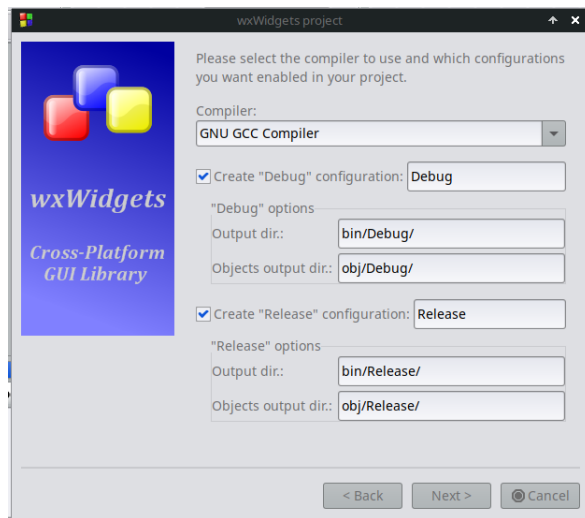 wxWidgets project
Please select the compiler to use and which configurations
you want enabled in your project.
Compiler:
GNU GCC Compiler
Create "Debug" configuration: Debug
"Debug" options
Output dir.: bin/Debug/
Objects output dir.: obj/Debug/
Create "Release" configuration: Release
"Release" options
Output dir.: bin/Release/
Objects output dir.: obj/Release/
wxWidgets
Cross-Platform
GUI Library
< Back Next > Cancel